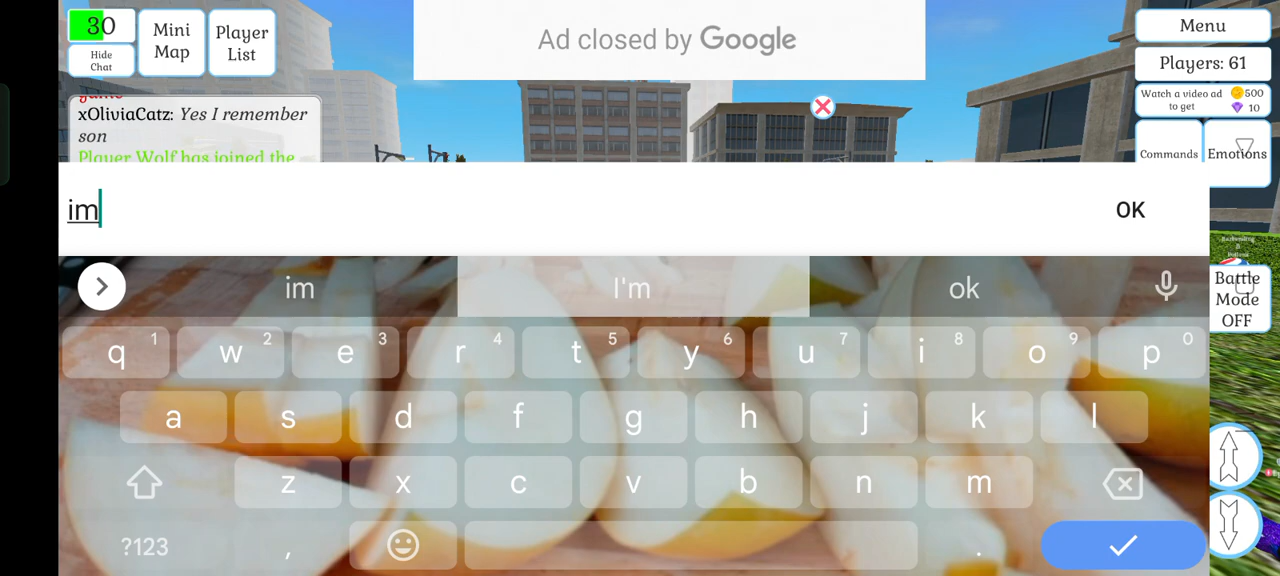 30
Hide
Chat
Mini
Map
Player
List
Ad closed by Google
Menu
Players: 61
Watch a video ad
to get
500
10
Commands
Emotions
game
xOliviaCatz: Yes I remember
son
Player Wolf has joined the
im
OK
im
I'm
ok
q 1 w 2 e 3 r 4 t 5 y 6 u 7 i 8 o 9 p 0
a s d f g h j k l
z x c v b n m
?123 , .
Battle
Mode
OFF